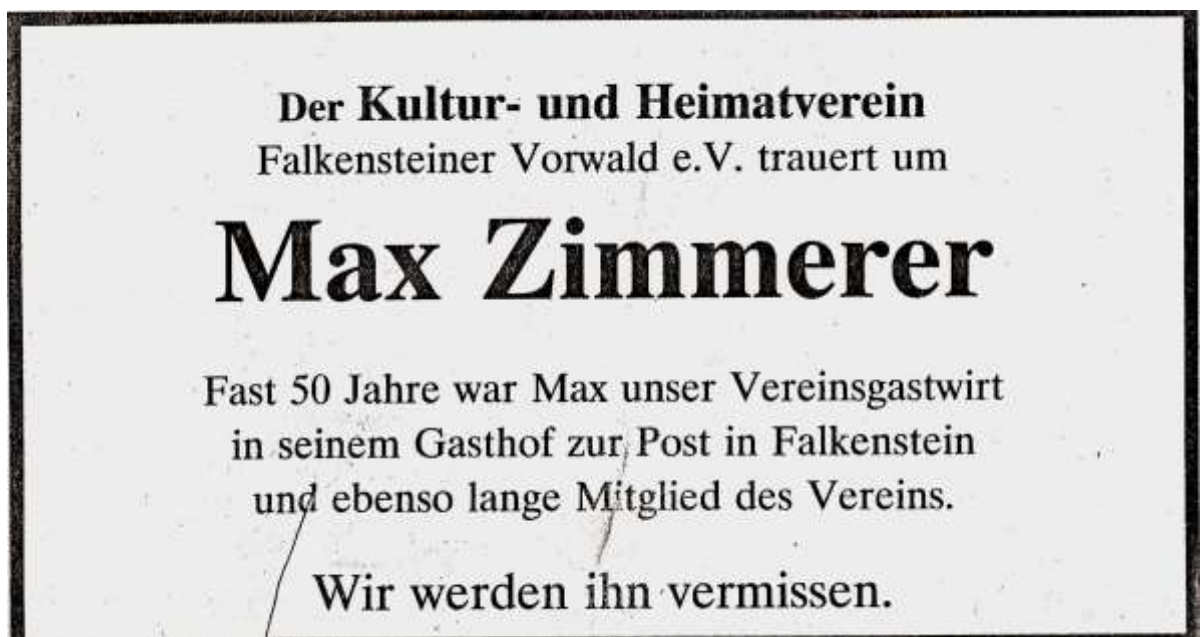 Der Kultur- und Heimatverein
Falkensteiner Vorwald e.V. trauert um
Max Zimmerer
Fast 50 Jahre war Max unser Vereinsgastwirt
in seinem Gasthof zur Post in Falkenstein
und ebenso lange Mitglied des Vereins.
Wir werden ihn vermissen.